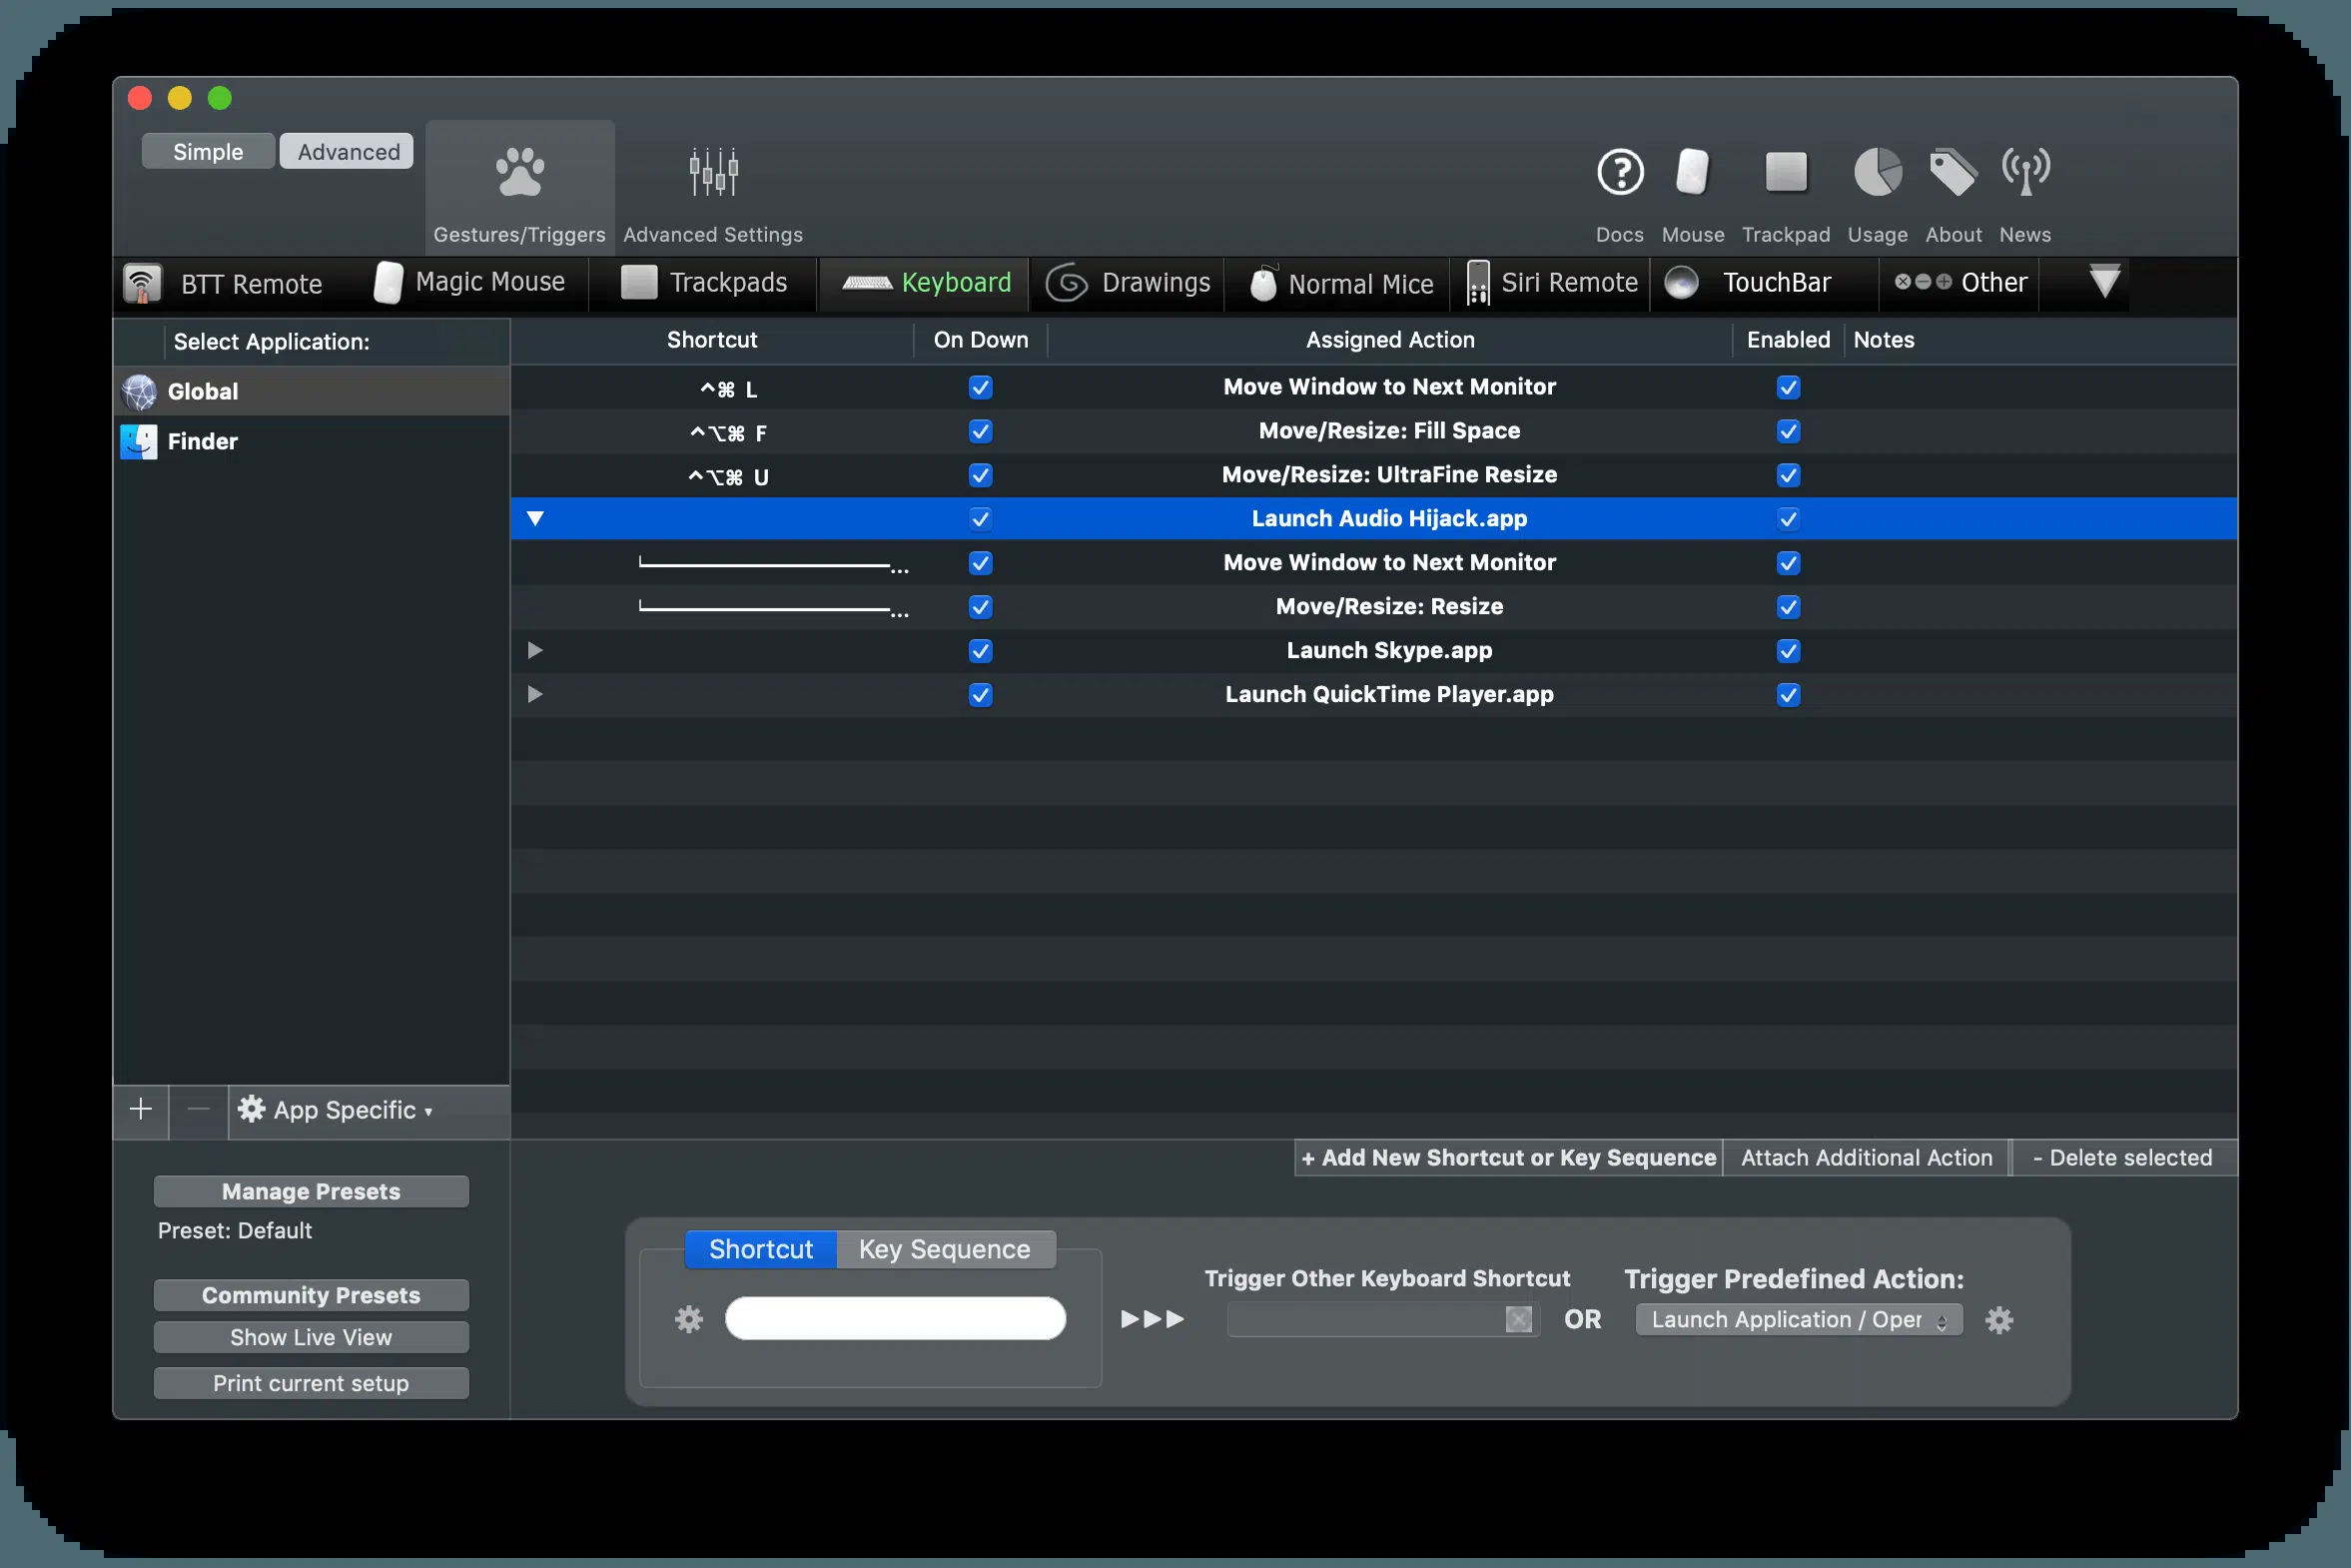 Simple Advanced
Gestures/Triggers Advanced Settings Docs Mouse Trackpad Usage About News
BTT Remote Magic Mouse Trackpads Keyboard Drawings Normal Mice Siri Remote TouchBar Other
Select Application: Shortcut On Down Assigned Action Enabled Notes
Global
Finder
^⌘ L Move Window to Next Monitor
^⌥⌘ F Move/Resize: Fill Space
^⌥⌘ U Move/Resize: UltraFine Resize
Launch Audio Hijack.app
... Move Window to Next Monitor
... Move/Resize: Resize
Launch Skype.app
Launch QuickTime Player.app
+ − App Specific ▾
+ Add New Shortcut or Key Sequence Attach Additional Action - Delete selected
Manage Presets
Preset: Default
Community Presets
Show Live View
Print current setup
Shortcut Key Sequence
Trigger Other Keyboard Shortcut Trigger Predefined Action:
OR Launch Application / Oper